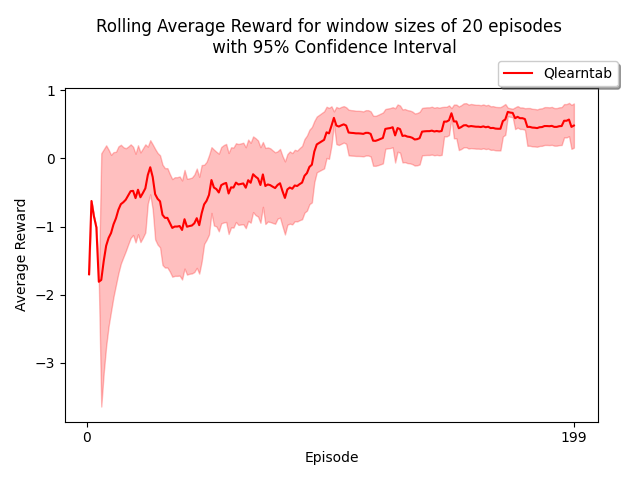 Rolling Average Reward for window sizes of 20 episodes
with 95% Confidence Interval
Qlearntab
1
0
−1
−2
−3
Average Reward
0
199
Episode